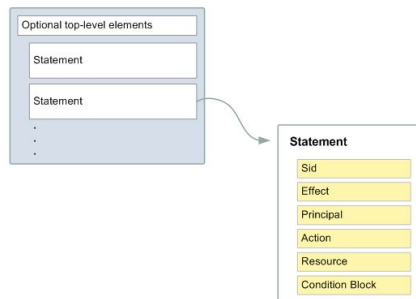 Optional top-level elements
Statement
Statement
.
.
.
Statement
Sid
Effect
Principal
Action
Resource
Condition Block